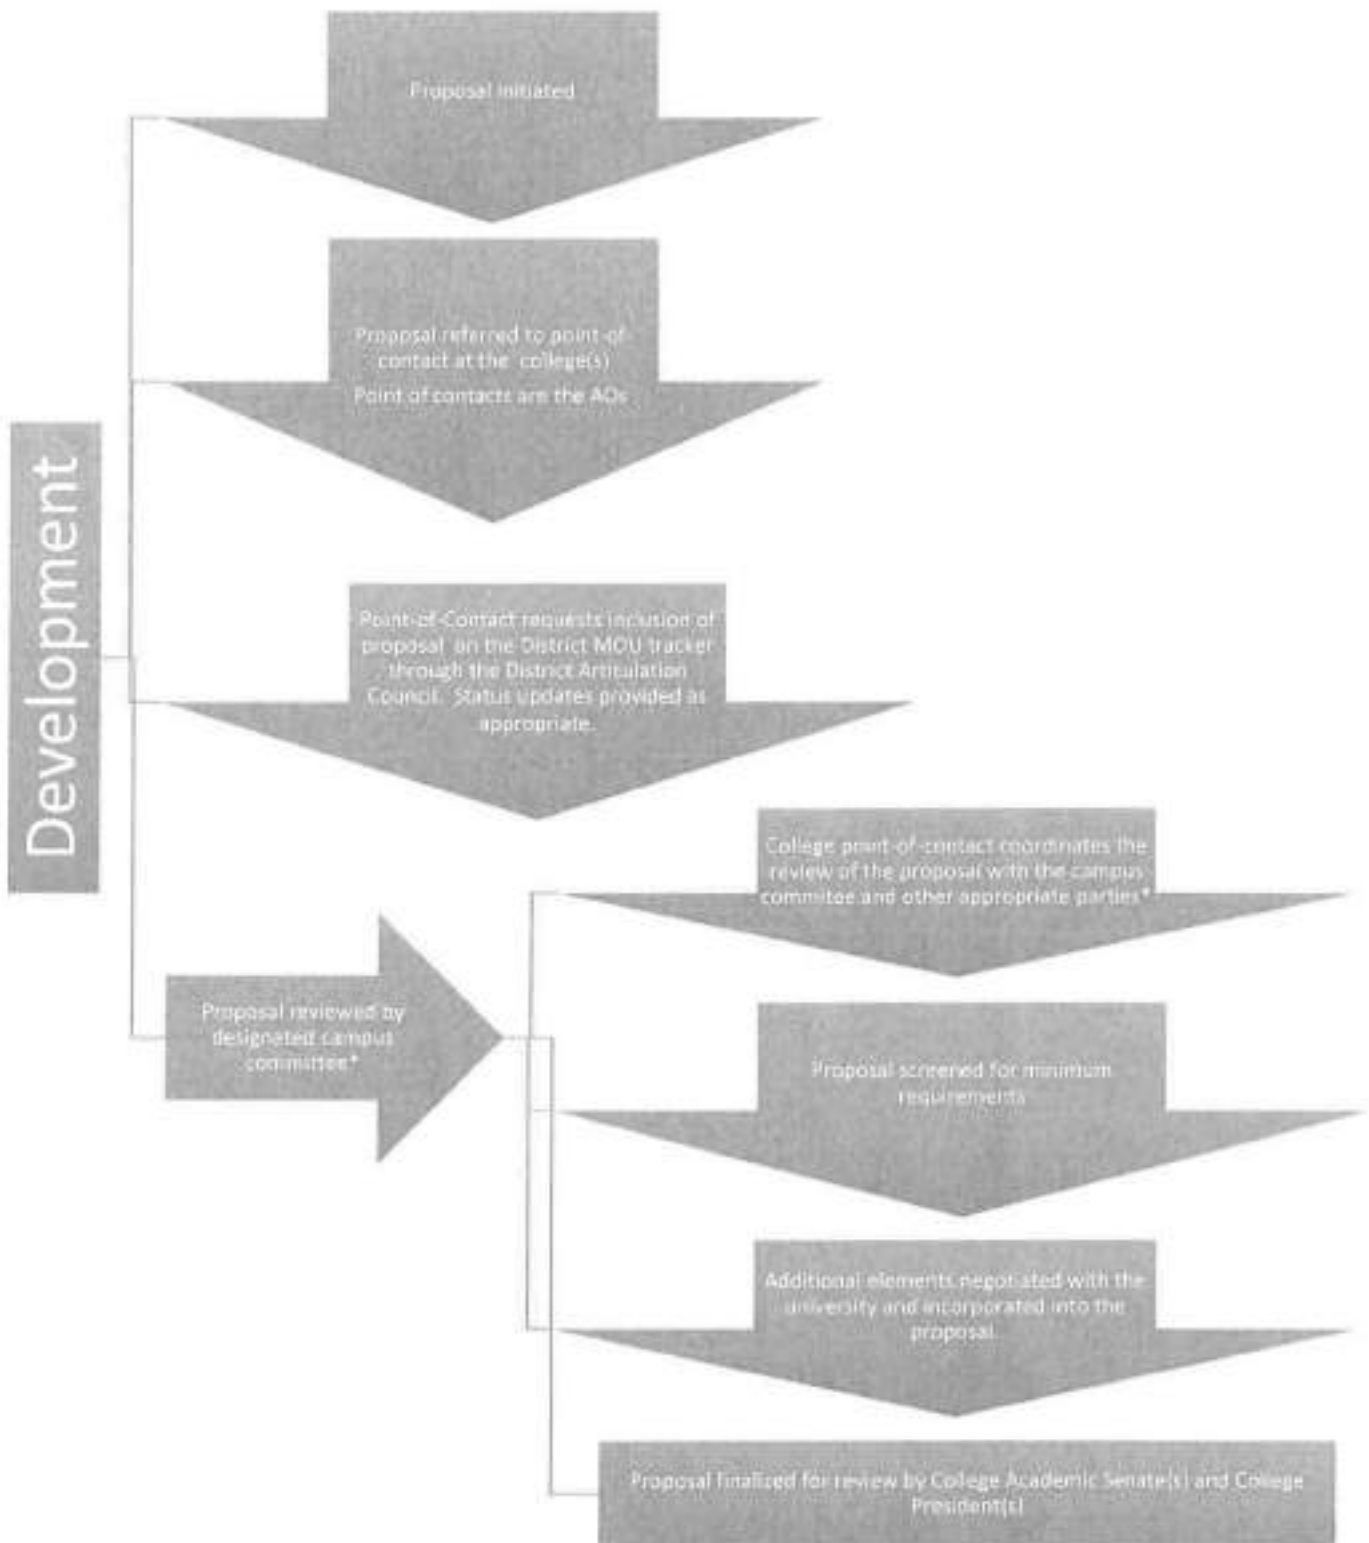 Proposal initiated
Proposal referred to point-of-
contact at the college(s)
Point of contacts are the AOs
Development
Point-of-Contact requests inclusion of
proposal on the District MOU tracker
through the District Articulation
Council. Status updates provided as
appropriate.
College point-of-contact coordinates the
review of the proposal with the campus
commitee and other appropriate parties*
Proposal reviewed by
designated campus
committee*
Proposal screened for minimum
requirements
Additional elements negotiated with the
university and incorporated into the
proposal.
Proposal finalized for review by College Academic Senate(s) and College
President(s)